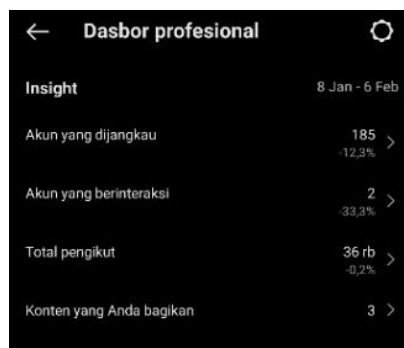 Dasbor profesional
Insight 8 Jan - 6 Feb
Akun yang dijangkau 185
-12,3%
Akun yang berinteraksi 2
-33,3%
Total pengikut 36 rb
-0,2%
Konten yang Anda bagikan 3